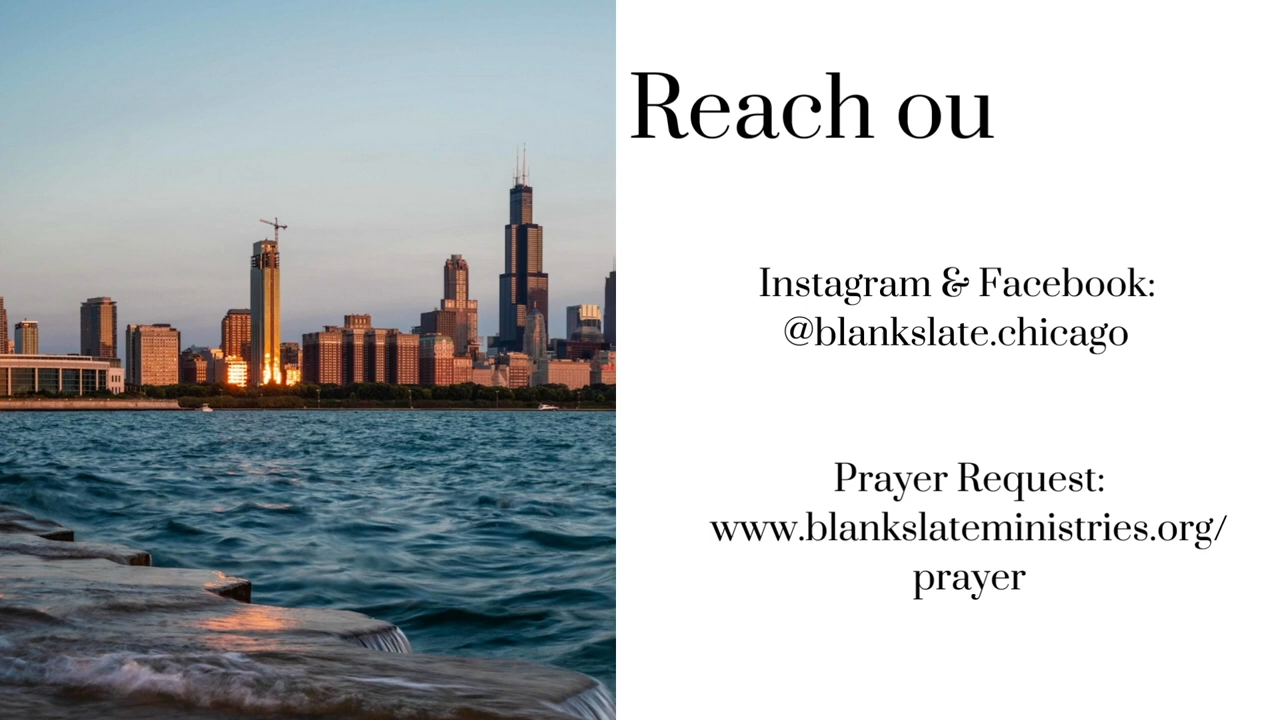 Reach ou
Instagram & Facebook:
@blankslate.chicago
Prayer Request:
www.blankslateministries.org/
prayer